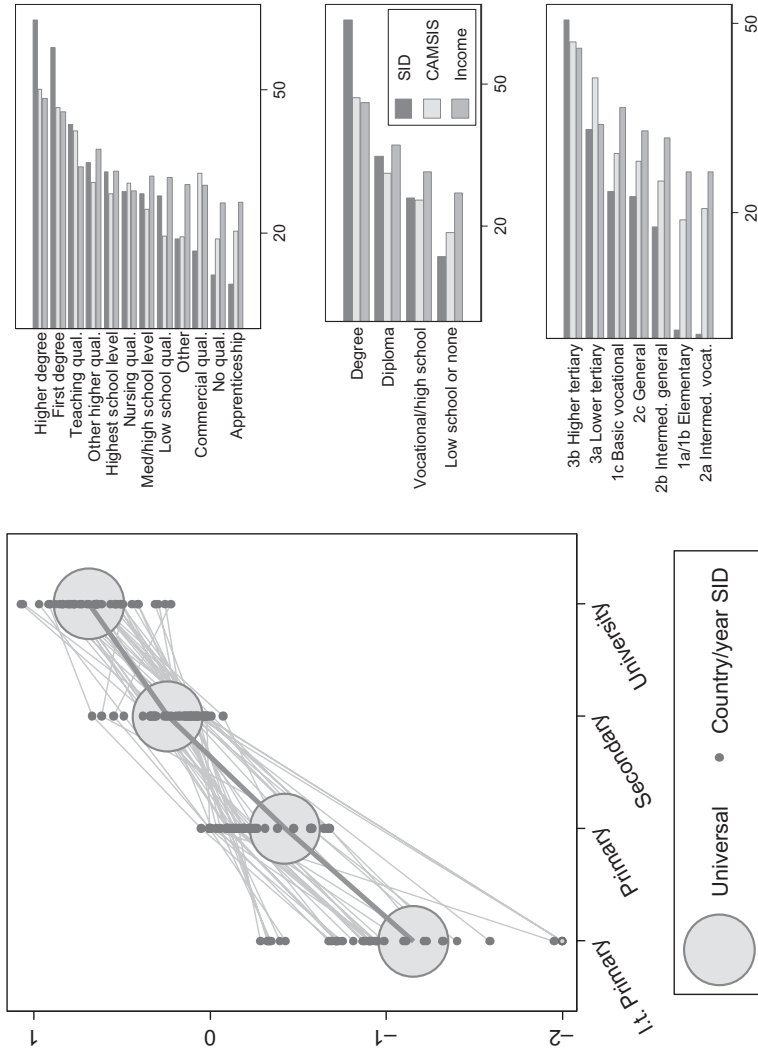 Higher degree
First degree
Teaching qual.
Other higher qual.
Highest school level
Nursing qual.
Med/high school level
Low school qual.
Other
Commercial qual.
No qual.
Apprenticeship
20
50
Degree
Diploma
Vocational/high school
Low school or none
20
50
SID
CAMSIS
Income
3b Higher tertiary
3a Lower tertiary
1c Basic vocational
2c General
2b Intermed. general
1a/1b Elementary
2a Intermed. vocat.
20
50
1
0
–1
–2
l.t. Primary
Primary
Secondary
University
Universal
Country/year SID